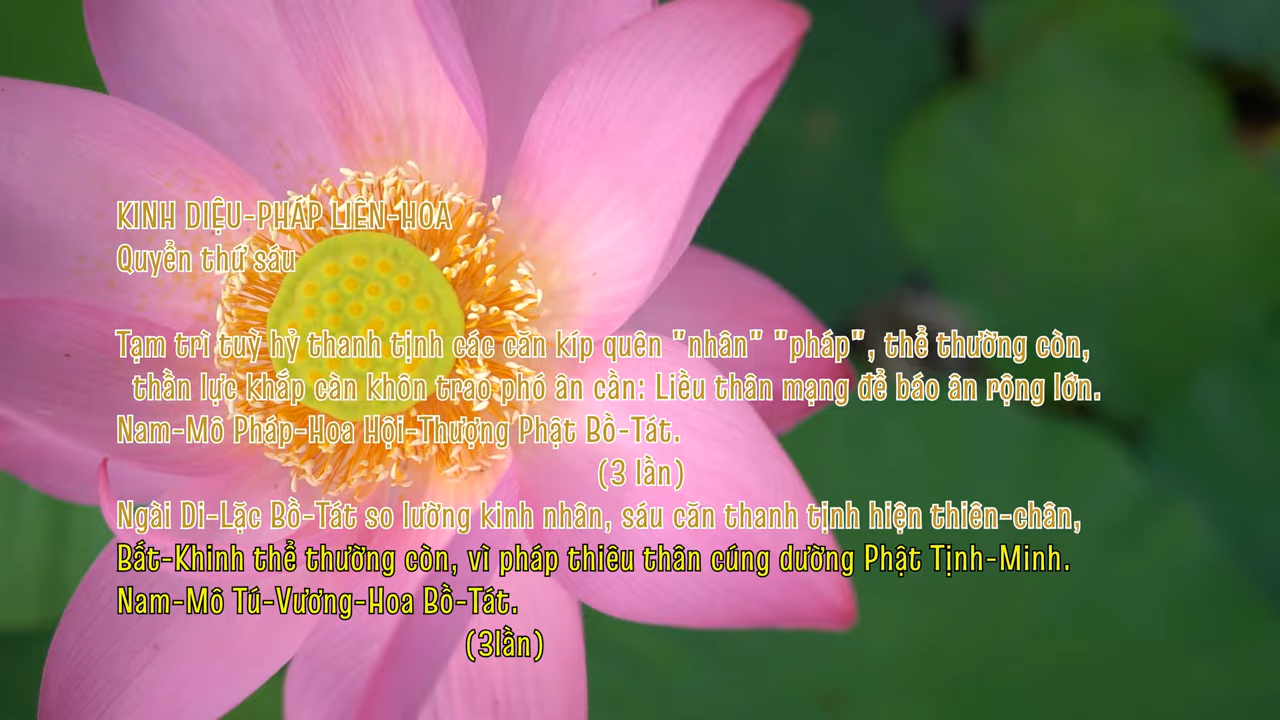 KINH DIỆU-PHÁP LIÊN-HOA
Quyển thứ sáu
Tạm trì tuỳ hỷ thanh tịnh các căn kíp quên "nhân" "pháp", thể thường còn,
thần lực khắp càn khôn trao phó ân cần: Liều thân mạng để báo ân rộng lớn.
Nam-Mô Pháp-Hoa Hội-Thượng Phật Bồ-Tát.
(3 lần)
Ngài Di-Lặc Bồ-Tát so lường kinh nhân, sáu căn thanh tịnh hiện thiên-chân,
Bất-Khinh thể thường còn, vì pháp thiêu thân cúng dường Phật Tịnh-Minh.
Nam-Mô Tú-Vương-Hoa Bồ-Tát.
(3lần)